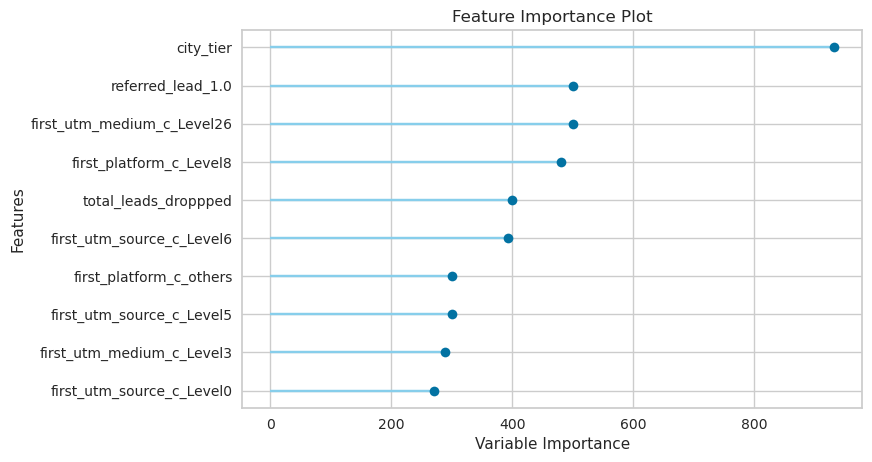 Feature Importance Plot
city_tier
referred_lead_1.0
first_utm_medium_c_Level26
first_platform_c_Level8
total_leads_droppped
first_utm_source_c_Level6
first_platform_c_others
first_utm_source_c_Level5
first_utm_medium_c_Level3
first_utm_source_c_Level0
Features
0 200 400 600 800
Variable Importance